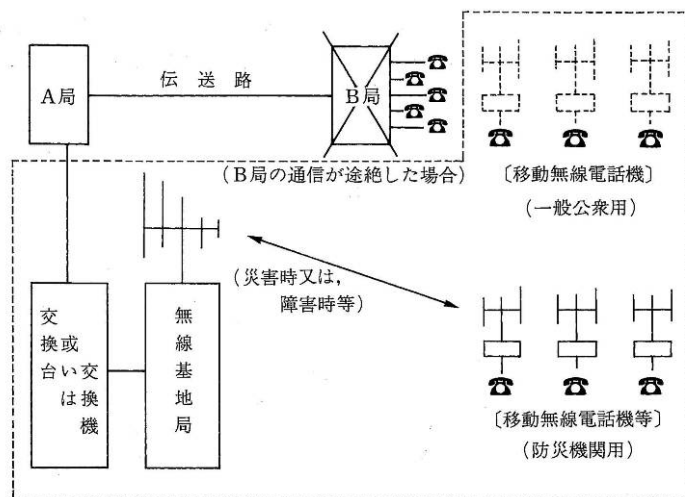 A局
伝送路
B局
(B局の通信が途絶した場合)
〔移動無線電話機〕
(一般公衆用)
(災害時又は,
障害時等)
交換台
或い は
交換機
無線基地局
〔移動無線電話機等〕
(防災機関用)